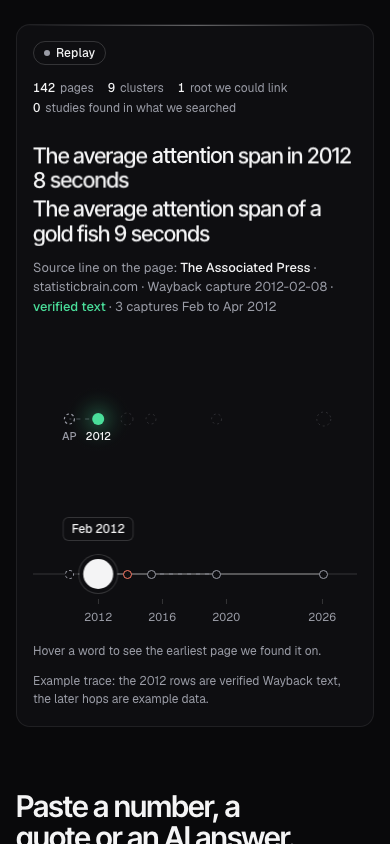 Replay
142 pages 9 clusters 1 root we could link
0 studies found in what we searched
The average attention span in 2012
8 seconds
The average attention span of a
gold fish 9 seconds
Source line on the page: The Associated Press ·
statisticbrain.com · Wayback capture 2012-02-08 ·
verified text · 3 captures Feb to Apr 2012
AP 2012
Feb 2012
2012 2016 2020 2026
Hover a word to see the earliest page we found it on.
Example trace: the 2012 rows are verified Wayback text,
the later hops are example data.
Paste a number, a
quote or an AI answer.